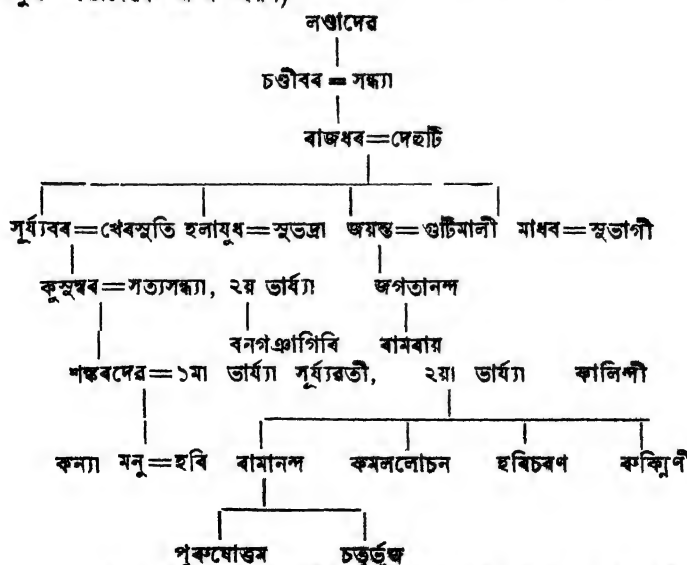 লণ্ডাদেৱ
চণ্ডীবৰ = সন্ধ্যা
ৰাজধৰ = দেহুটি
সূৰ্য্যবৰ = খেৰসুতি হলায়ুধ = সুভদ্ৰা জয়ন্ত = গুটিমালী মাধৱ = সুভাগী
কুসুম্বৰ = সত্যসন্ধ্যা, ২য় ভাৰ্য্যা জগতানন্দ
বনগঞাগিৰি ৰামৰায়
শঙ্কৰদেৱ = ১মা ভাৰ্য্যা সূৰ্য্যৱতী, ২য়া ভাৰ্য্যা কালিন্দী
কন্যা মনু = হৰি ৰামানন্দ কমললোচন হৰিচৰণ ৰুক্মিণী
পুৰুষোত্তম চতুৰ্ভুজ